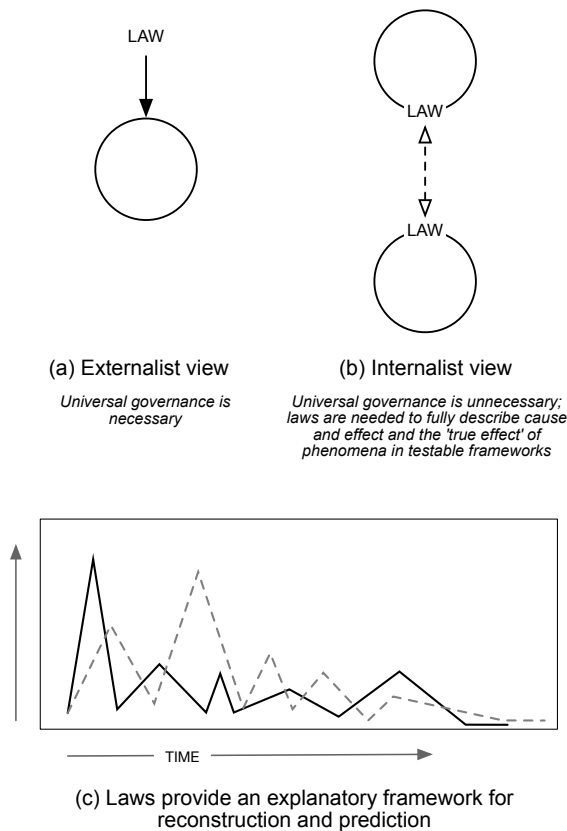 LAW
LAW
LAW
(a) Externalist view
Universal governance is
necessary
(b) Internalist view
Universal governance is unnecessary;
laws are needed to fully describe cause
and effect and the 'true effect' of
phenomena in testable frameworks
TIME
(c) Laws provide an explanatory framework for
reconstruction and prediction